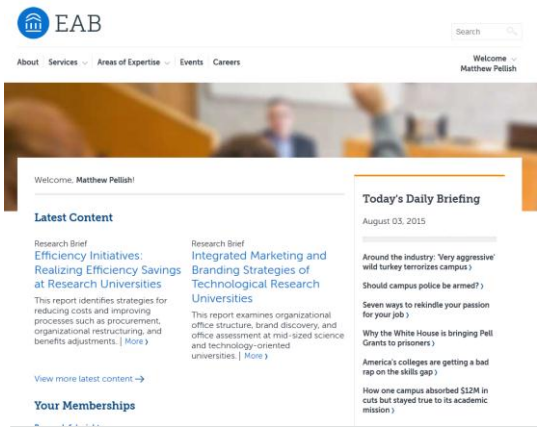 EAB
Search
About Services Areas of Expertise Events Careers
Welcome
Matthew Pellish
Welcome, Matthew Pellish!
Latest Content
Research Brief
Efficiency Initiatives:
Realizing Efficiency Savings
at Research Universities
This report identifies strategies for
reducing costs and improving
processes such as procurement,
organizational restructuring, and
benefits adjustments. | More ›
Research Brief
Integrated Marketing and
Branding Strategies of
Technological Research
Universities
This report examines organizational
office structure, brand discovery, and
office assessment at mid-sized science
and technology-oriented
universities. | More ›
View more latest content →
Your Memberships
Today's Daily Briefing
August 03, 2015
Around the industry: 'Very aggressive'
wild turkey terrorizes campus ›
Should campus police be armed? ›
Seven ways to rekindle your passion
for your job ›
Why the White House is bringing Pell
Grants to prisoners ›
America's colleges are getting a bad
rap on the skills gap ›
How one campus absorbed $12M in
cuts but stayed true to its academic
mission ›